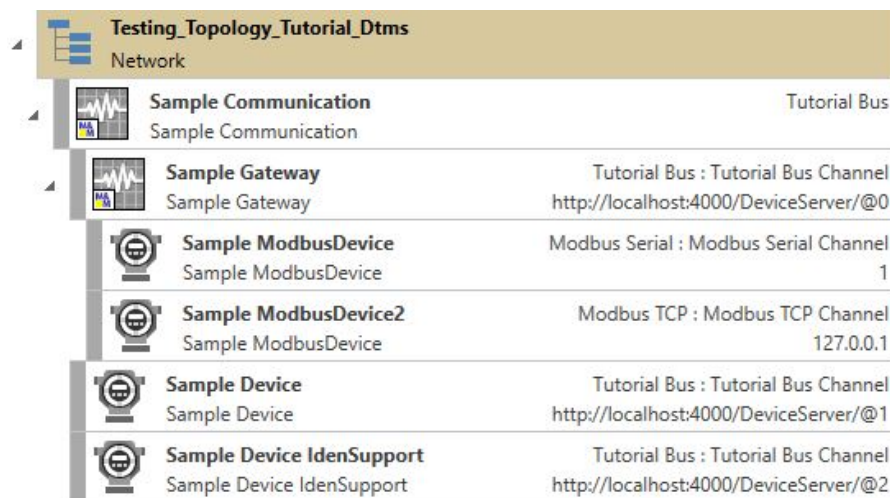 Testing_Topology_Tutorial_Dtms
Network
Sample Communication Tutorial Bus
Sample Communication
Sample Gateway Tutorial Bus : Tutorial Bus Channel
Sample Gateway http://localhost:4000/DeviceServer/@0
Sample ModbusDevice Modbus Serial : Modbus Serial Channel
Sample ModbusDevice 1
Sample ModbusDevice2 Modbus TCP : Modbus TCP Channel
Sample ModbusDevice 127.0.0.1
Sample Device Tutorial Bus : Tutorial Bus Channel
Sample Device http://localhost:4000/DeviceServer/@1
Sample Device IdenSupport Tutorial Bus : Tutorial Bus Channel
Sample Device IdenSupport http://localhost:4000/DeviceServer/@2